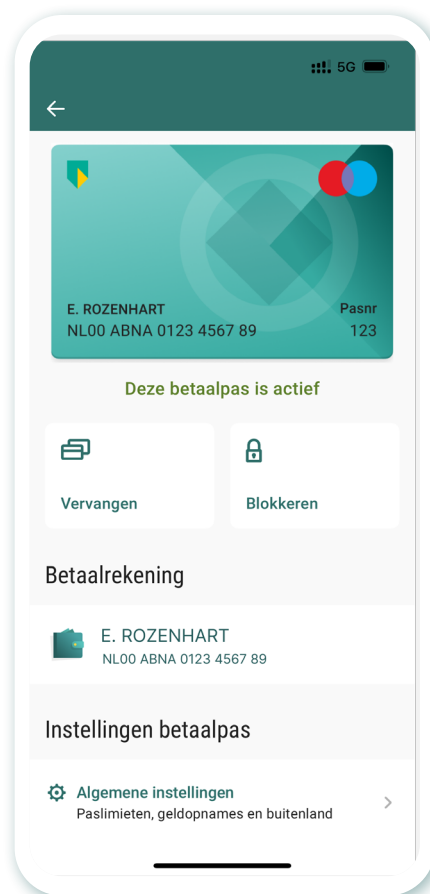 5G
E. ROZENHART
Pasnr
NL00 ABNA 0123 4567 89
123
Deze betaalpas is actief
Vervangen
Blokkeren
Betaalrekening
E. ROZENHART
NL00 ABNA 0123 4567 89
Instellingen betaalpas
Algemene instellingen
Paslimieten, geldopnames en buitenland